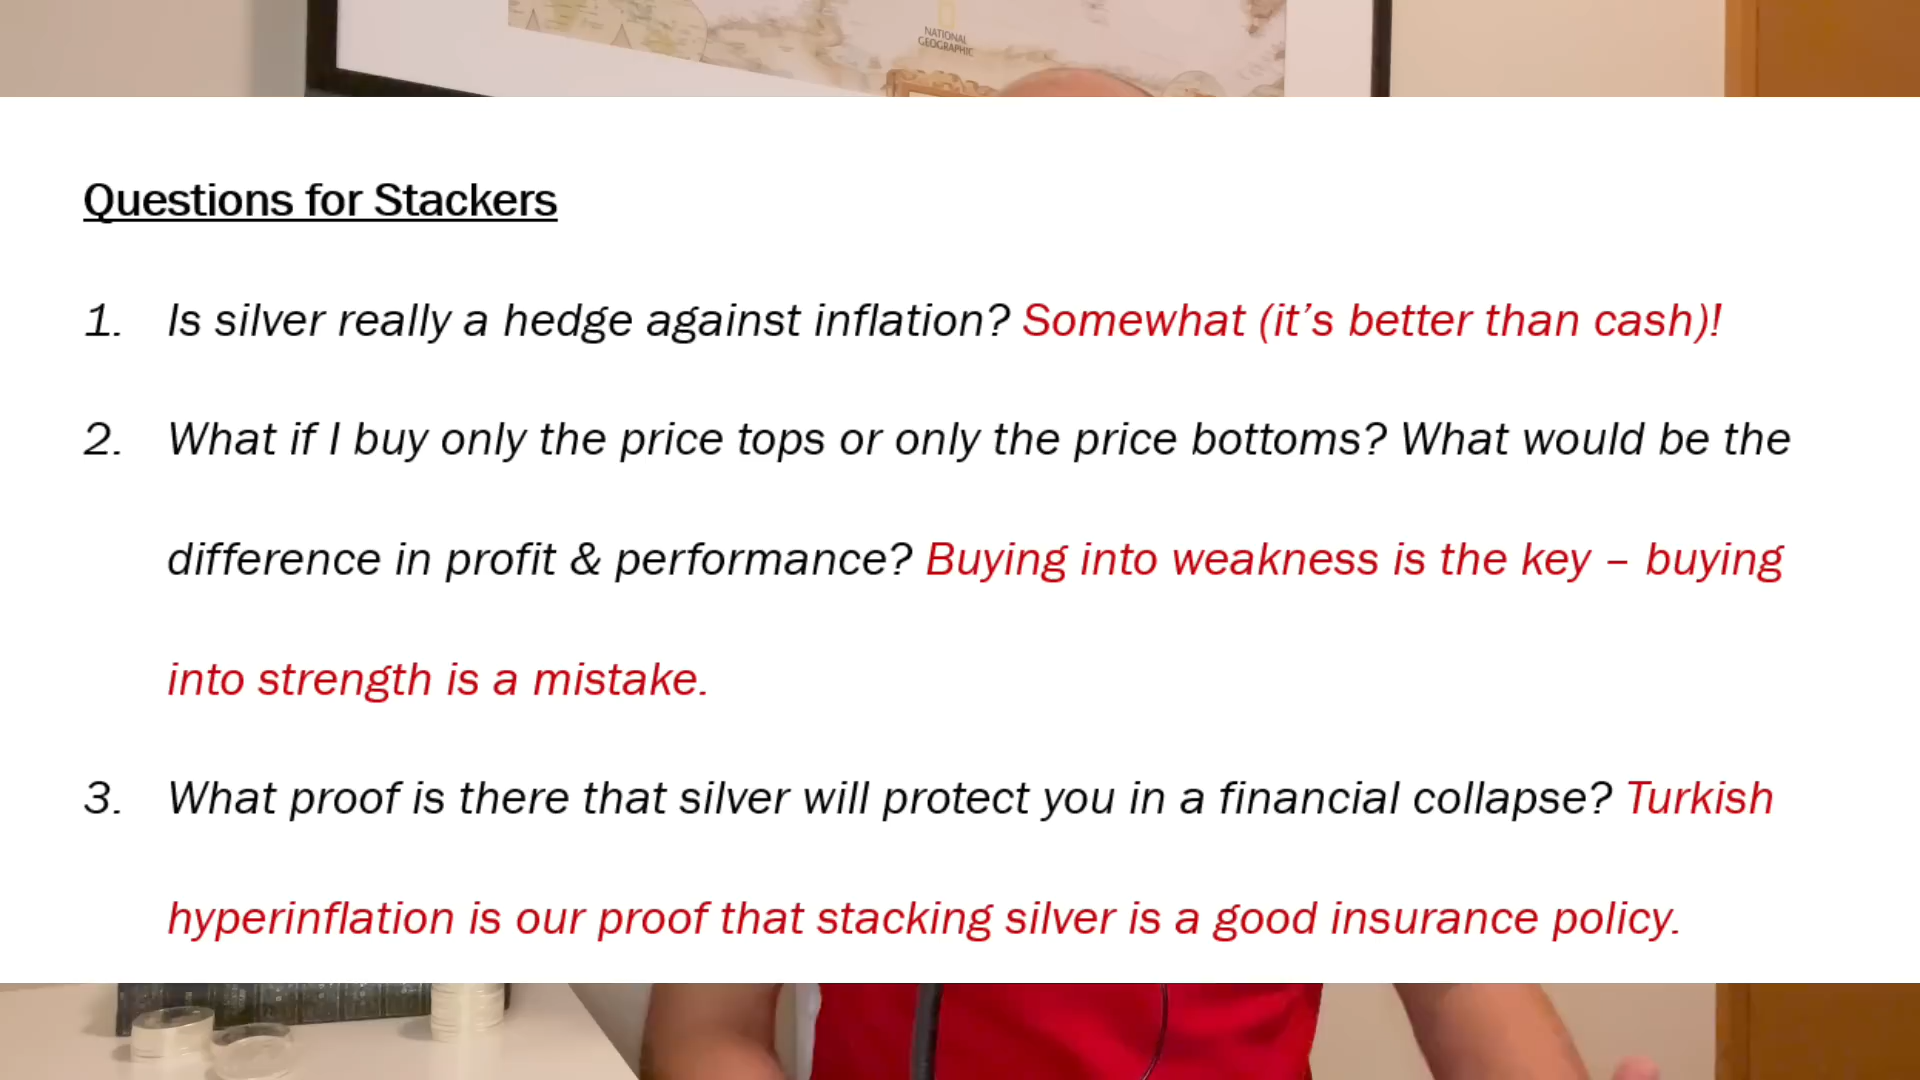 NATIONAL
GEOGRAPHIC
Questions for Stackers
1. Is silver really a hedge against inflation? Somewhat (it's better than cash)!
2. What if I buy only the price tops or only the price bottoms? What would be the
difference in profit & performance? Buying into weakness is the key – buying
into strength is a mistake.
3. What proof is there that silver will protect you in a financial collapse? Turkish
hyperinflation is our proof that stacking silver is a good insurance policy.